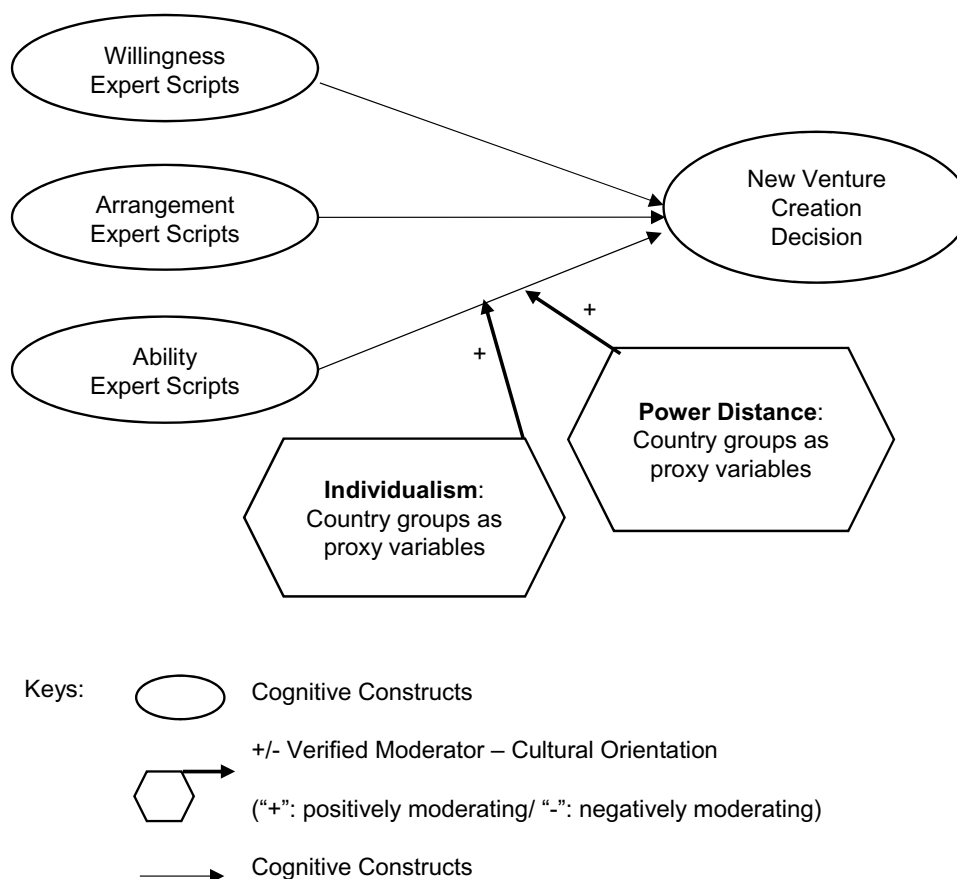 Willingness
Expert Scripts
Arrangement
Expert Scripts
New Venture
Creation
Decision
Ability
Expert Scripts
+
+
Power Distance:
Country groups as
proxy variables
Individualism:
Country groups as
proxy variables
Keys:
Cognitive Constructs
+/- Verified Moderator – Cultural Orientation
(“+”: positively moderating/ “-”: negatively moderating)
Cognitive Constructs